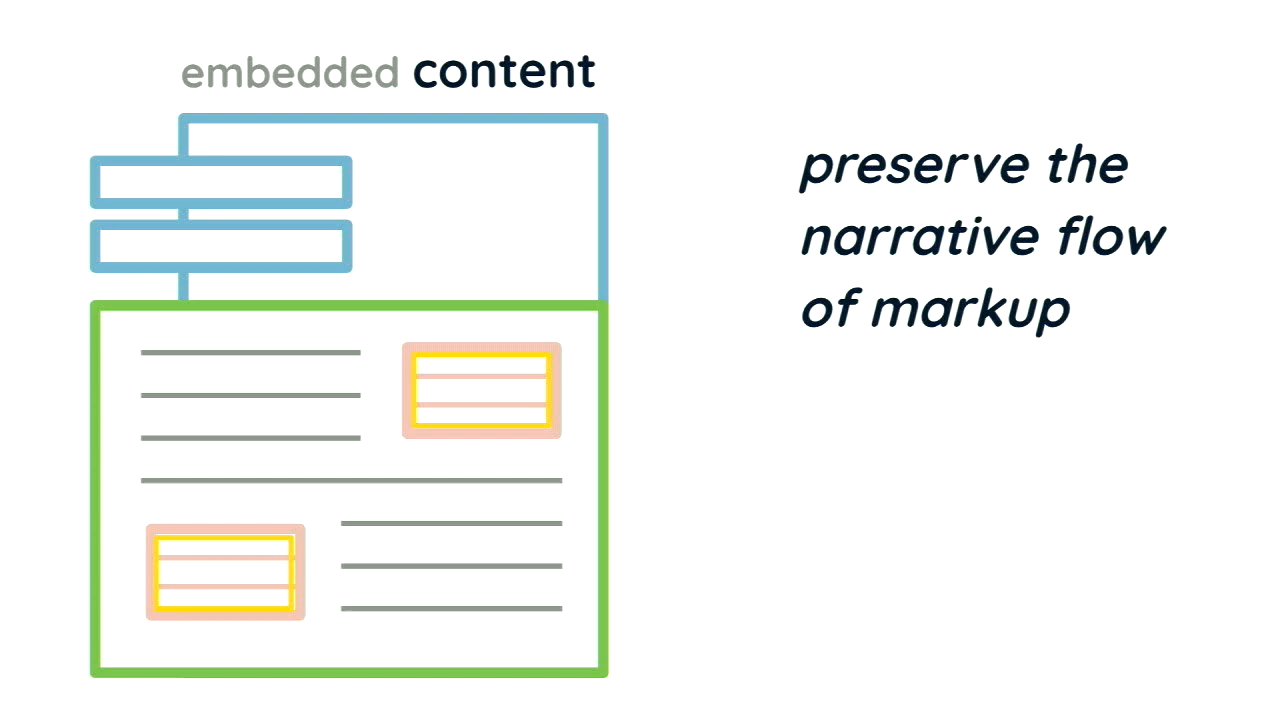 embedded content
preserve the
narrative flow
of markup